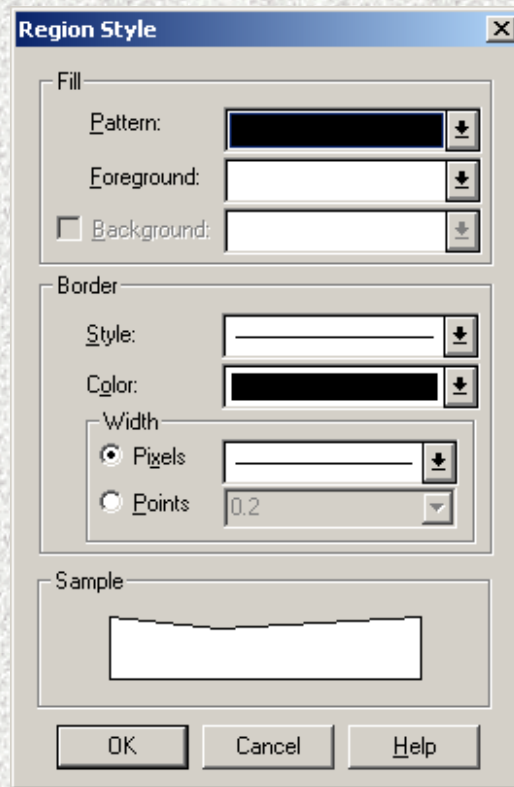 Region Style
Fill
Pattern:
Foreground:
Background:
Border
Style:
Color:
Width
Pixels
Points 0.2
Sample
OK Cancel Help